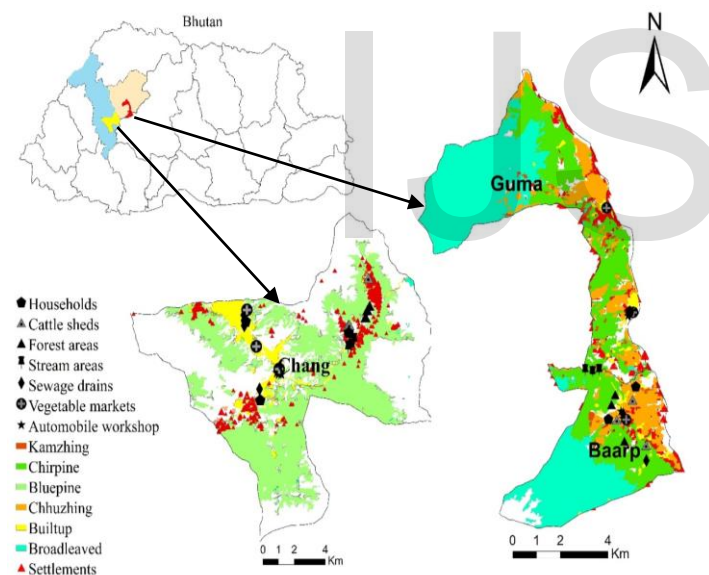 Bhutan
N
IJS
Guma
Chang
Baarp
Households
Cattle sheds
Forest areas
Stream areas
Sewage drains
Vegetable markets
Automobile workshop
Kamzhing
Chirpine
Bluepine
Chhuzhing
Builtup
Broadleaved
Settlements
0 1 2 4
Km
0 1 2 4
Km